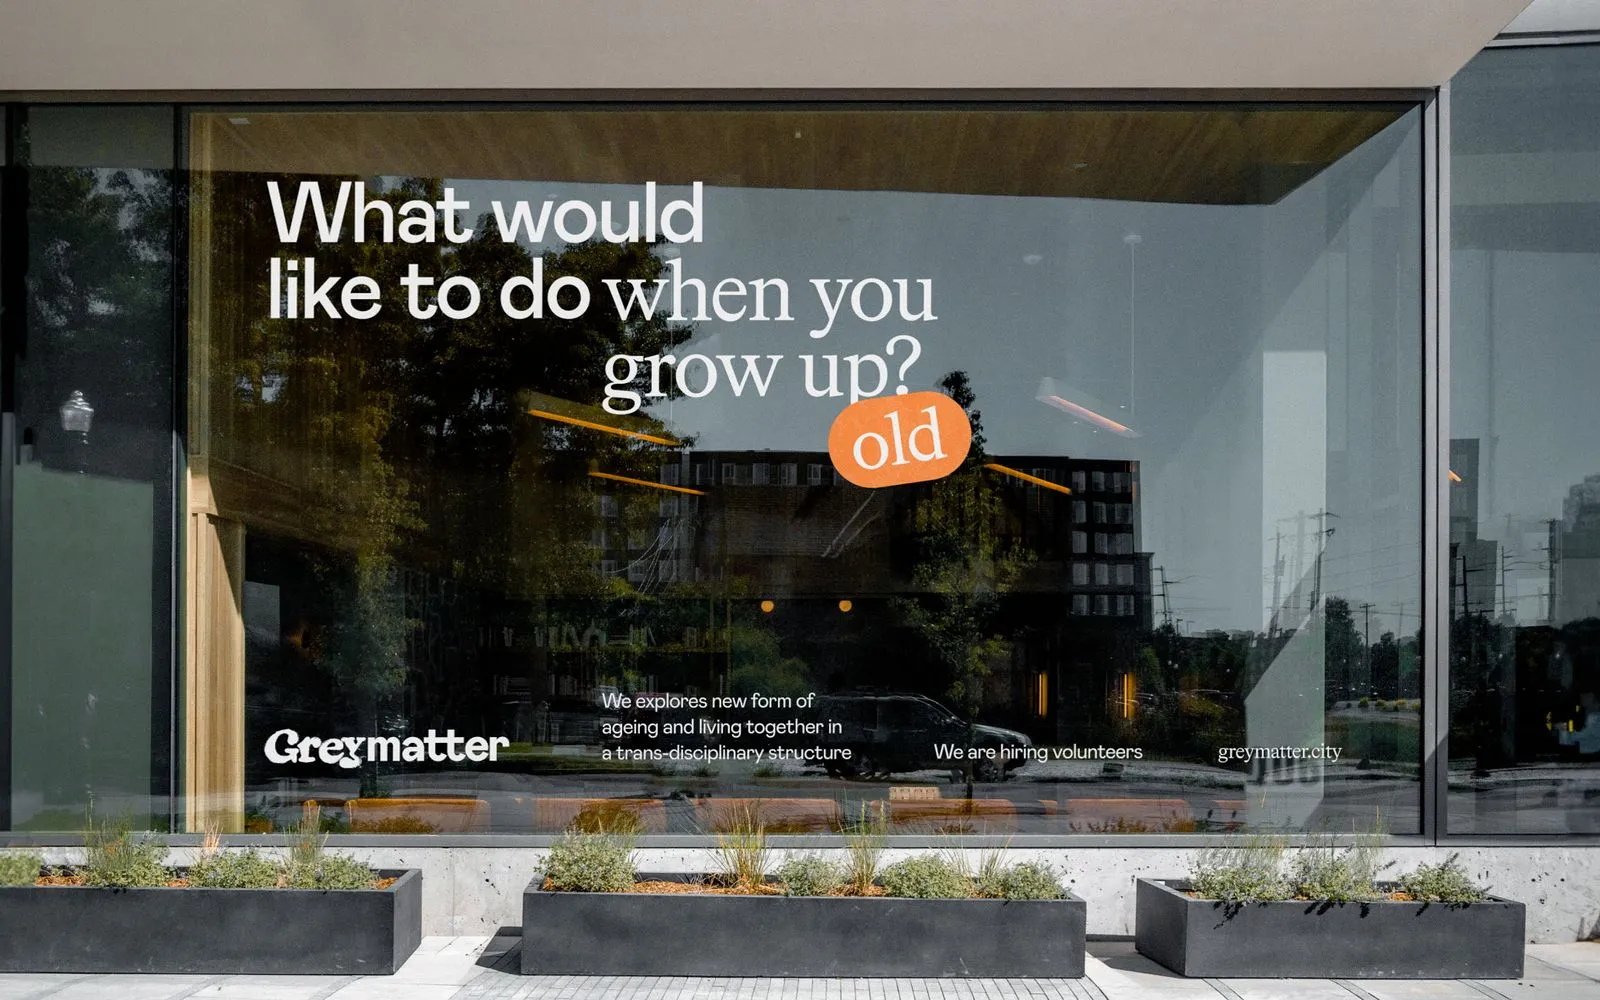 What would
like to do when you
grow up?
old
Greymatter
We explores new form of
ageing and living together in
a trans-disciplinary structure
We are hiring volunteers
greymatter.city